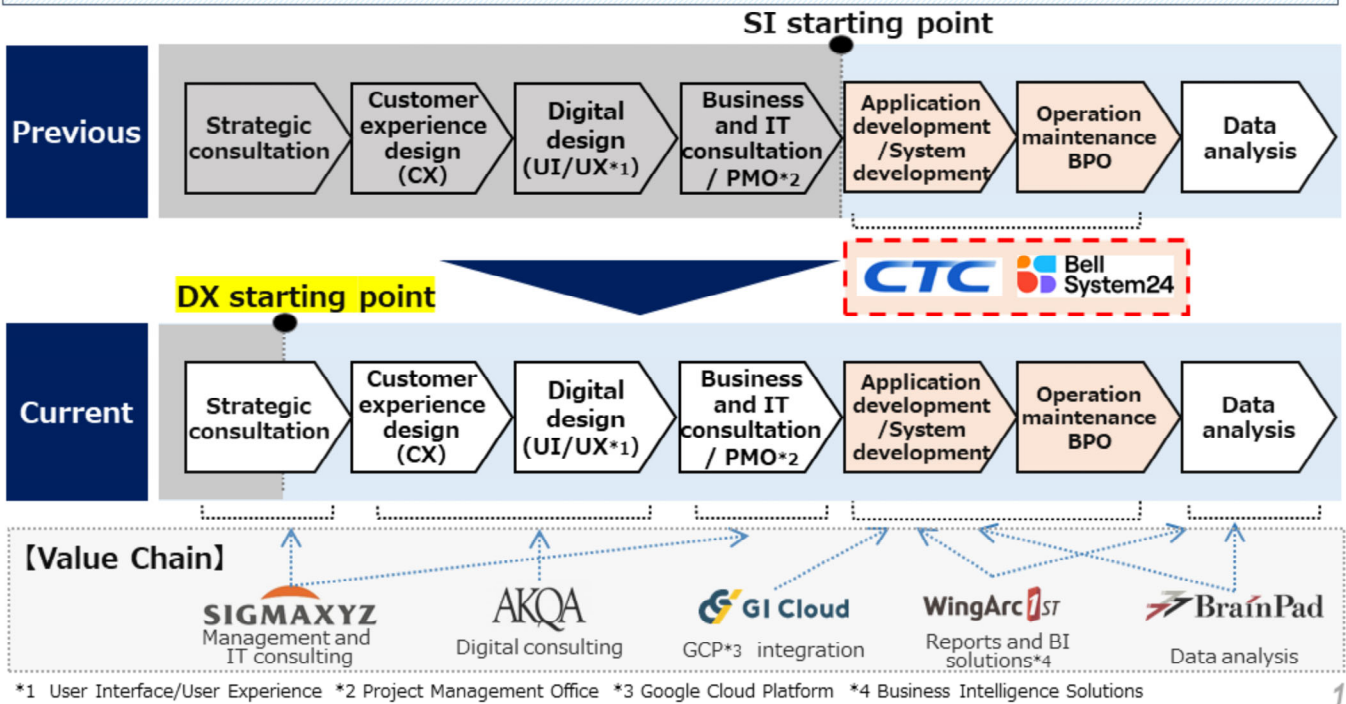 SI starting point
Previous
Strategic
consultation
Customer
experience
design
(CX)
Digital
design
(UI/UX*1)
Business
and IT
consultation
/ PMO*2
Application
development
/System
development
Operation
maintenance
BPO
Data
analysis
CTC
Bell
System24
DX starting point
Current
Strategic
consultation
Customer
experience
design
(CX)
Digital
design
(UI/UX*1)
Business
and IT
consultation
/ PMO*2
Application
development
/System
development
Operation
maintenance
BPO
Data
analysis
【Value Chain】
SIGMAXYZ
Management and
IT consulting
AKQA
Digital consulting
GI Cloud
GCP*3 integration
WingArc1ST
Reports and BI
solutions*4
BrainPad
Data analysis
*1 User Interface/User Experience *2 Project Management Office *3 Google Cloud Platform *4 Business Intelligence Solutions